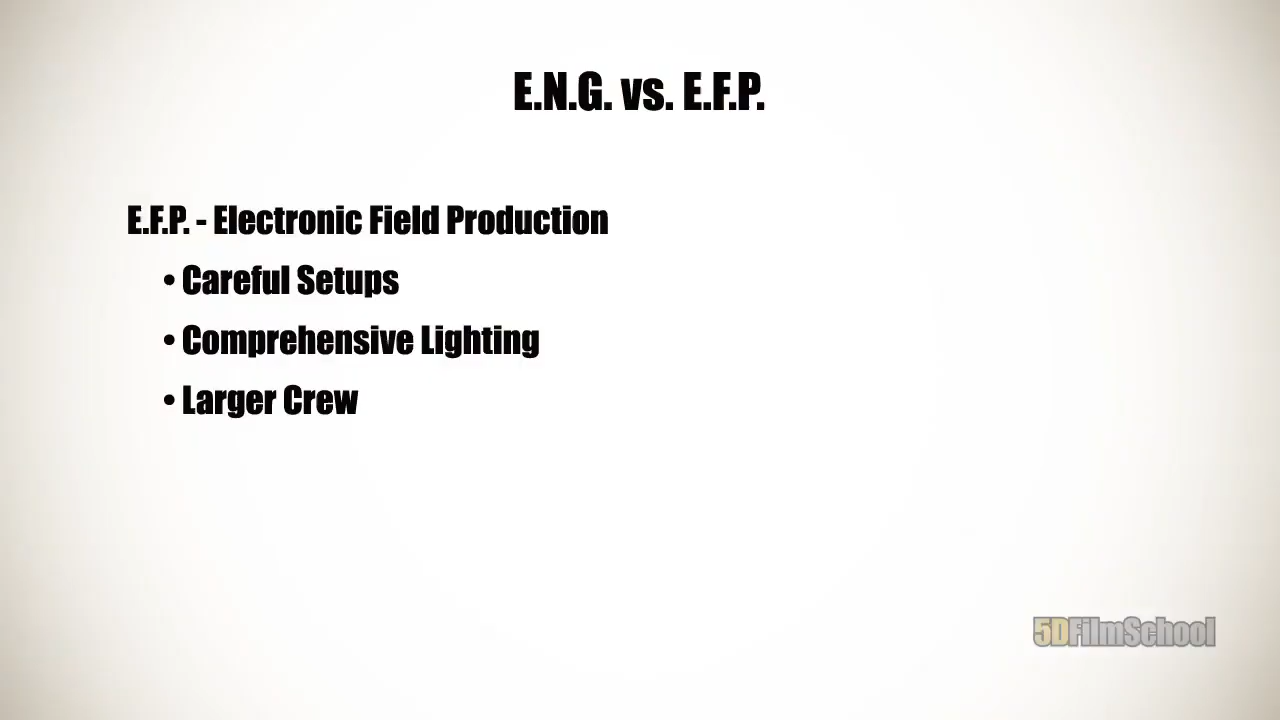 E.N.G. vs. E.F.P.
E.F.P. - Electronic Field Production
• Careful Setups
• Comprehensive Lighting
• Larger Crew
5DFilmSchool